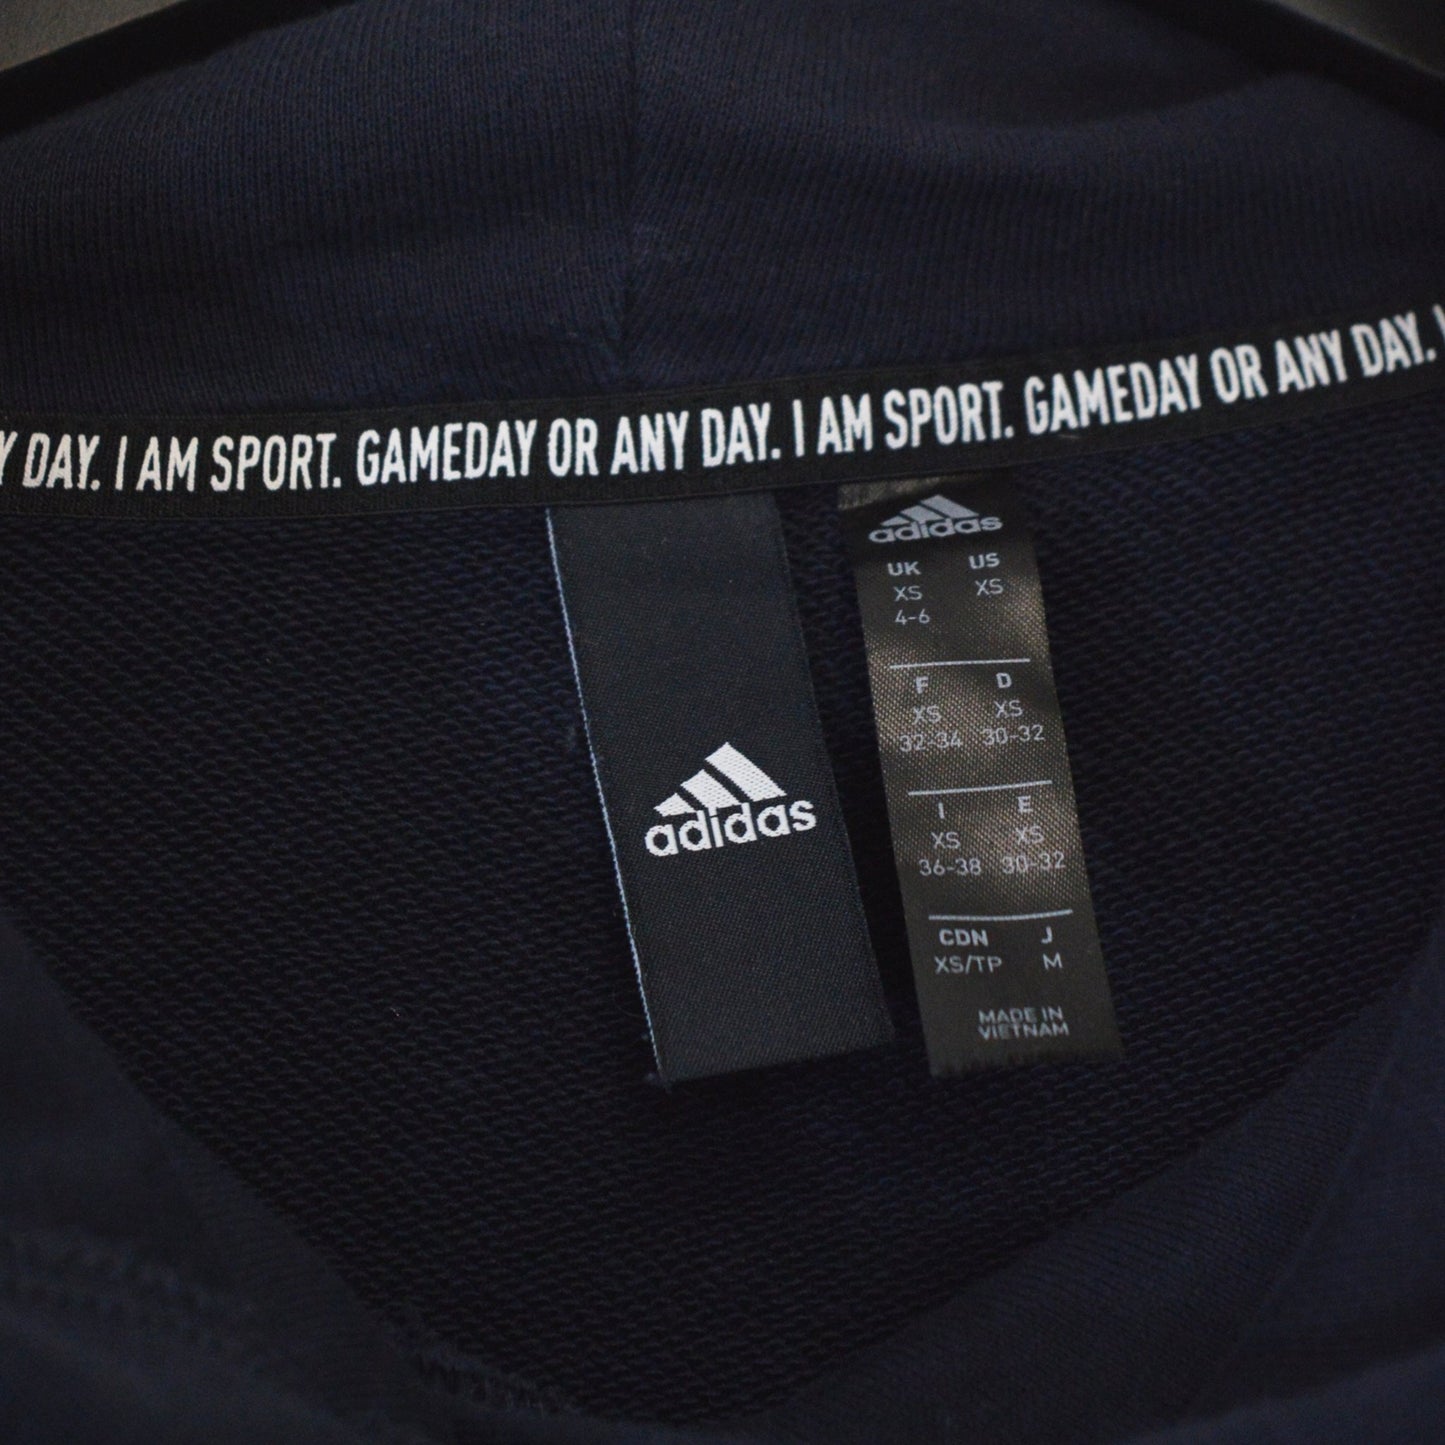 Y DAY. I AM SPORT. GAMEDAY OR ANY DAY. I AM SPORT. GAMEDAY OR ANY DAY.
adidas
adidas
UK US
XS XS
4-6
F D
XS XS
32-34 30-32
I E
XS XS
36-38 30-32
CDN J
XS/TP M
MADE IN
VIETNAM